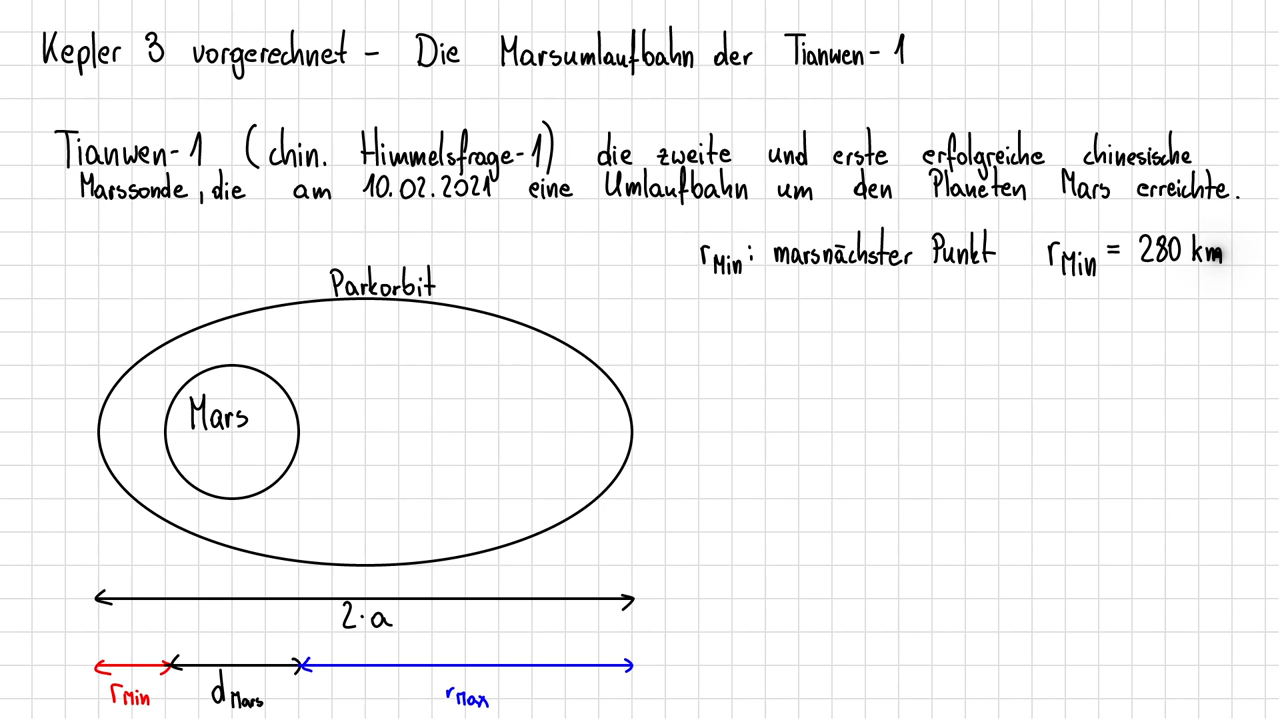 Kepler 3 vorgerechnet - Die Marsumlaufbahn der Tianwen-1
Tianwen-1 (chin. Himmelsfrage-1) die zweite und erste erfolgreiche chinesische
Marssonde, die am 10.02.2021 eine Umlaufbahn um den Planeten Mars erreichte.
rMin: marsnächster Punkt rMin = 280 km
Parkorbit
Mars
2·a
rMin dMars rMax